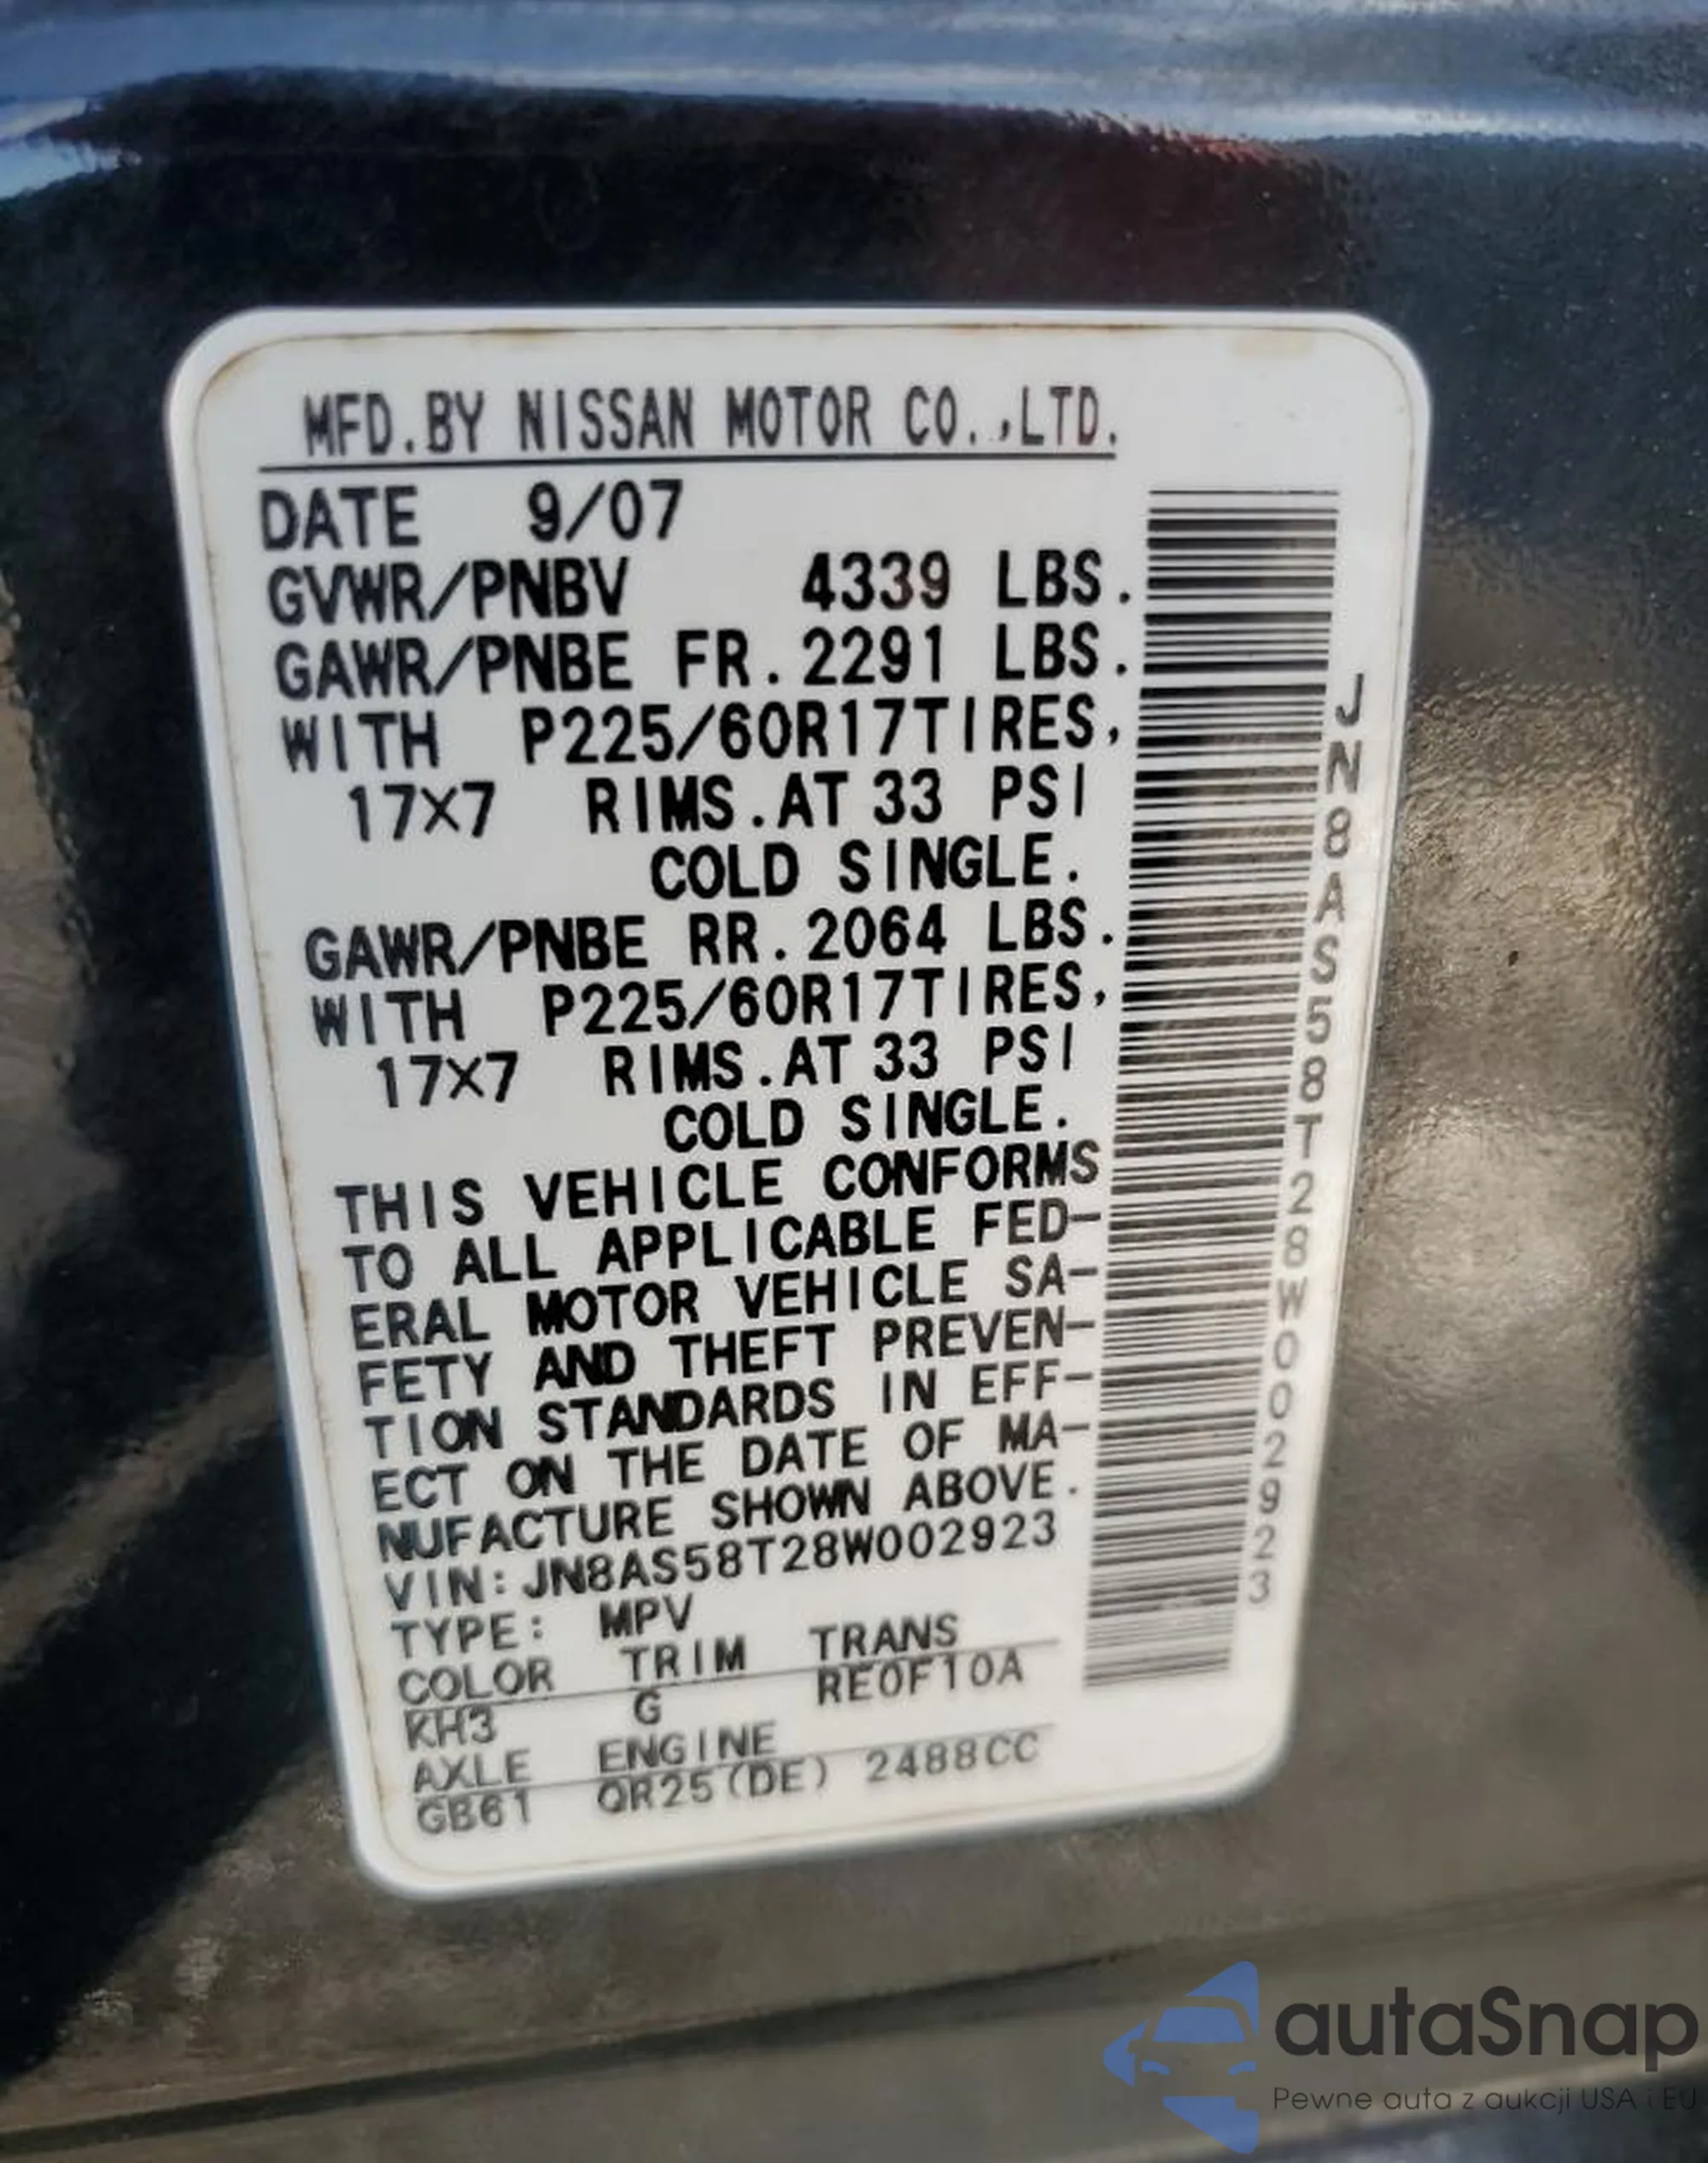 MFD.BY NISSAN MOTOR CO.,LTD.
DATE 9/07
GVWR/PNBV 4339 LBS.
GAWR/PNBE FR.2291 LBS.
WITH P225/60R17TIRES,
17X7 RIMS.AT 33 PSI
COLD SINGLE.
GAWR/PNBE RR.2064 LBS.
WITH P225/60R17TIRES,
17X7 RIMS.AT 33 PSI
COLD SINGLE.
THIS VEHICLE CONFORMS
TO ALL APPLICABLE FED-
ERAL MOTOR VEHICLE SA-
FETY AND THEFT PREVEN-
TION STANDARDS IN EFF-
ECT ON THE DATE OF MA-
NUFACTURE SHOWN ABOVE.
VIN:JN8AS58T28W002923
TYPE: MPV
COLOR TRIM TRANS
KH3 G RE0F10A
AXLE ENGINE
GB61 QR25(DE) 2488CC
JN8AS58T28W002923
autaSnap
Pewne auta z aukcji USA i EU